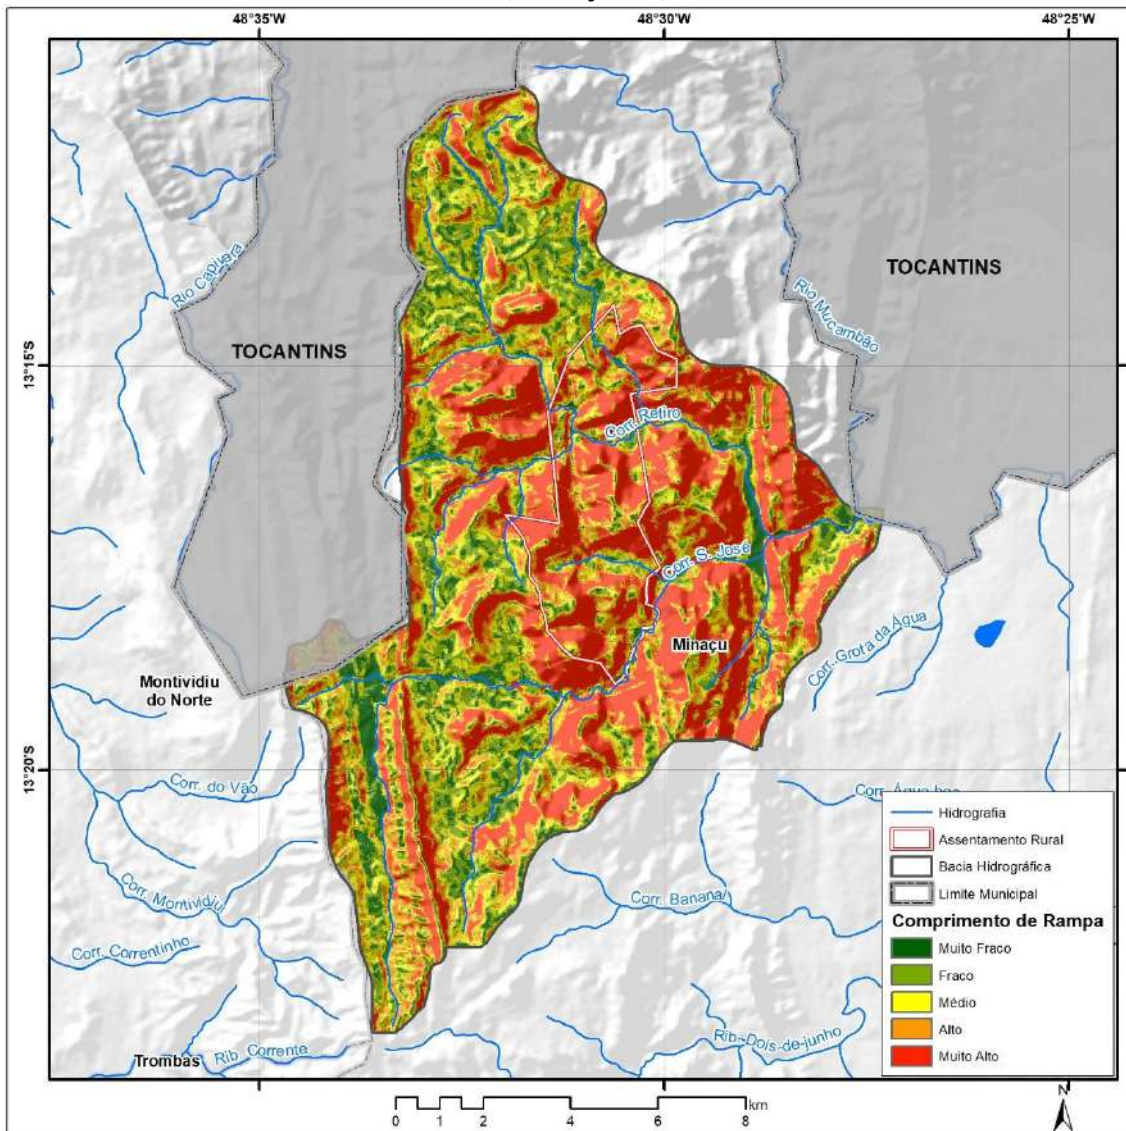 48°35'W 48°30'W 48°25'W
Rio Capivara
TOCANTINS
Rio Mucambão
TOCANTINS
13°15'S
Corr. Retiro
Corr. S. José
Minaçu
Corr. Grota da Água
Montividiu
do Norte
13°20'S
Corr. do Vão
Corr. Água boa
Corr. Montividiu
Corr. Banana
Corr. Correntinho
Rib. Dois-de-junho
Trombas
Rib. Corrente
Hidrografia
Assentamento Rural
Bacia Hidrográfica
Limite Municipal
Comprimento de Rampa
Muito Fraco
Fraco
Médio
Alto
Muito Alto
km
0 1 2 4 6 8
N